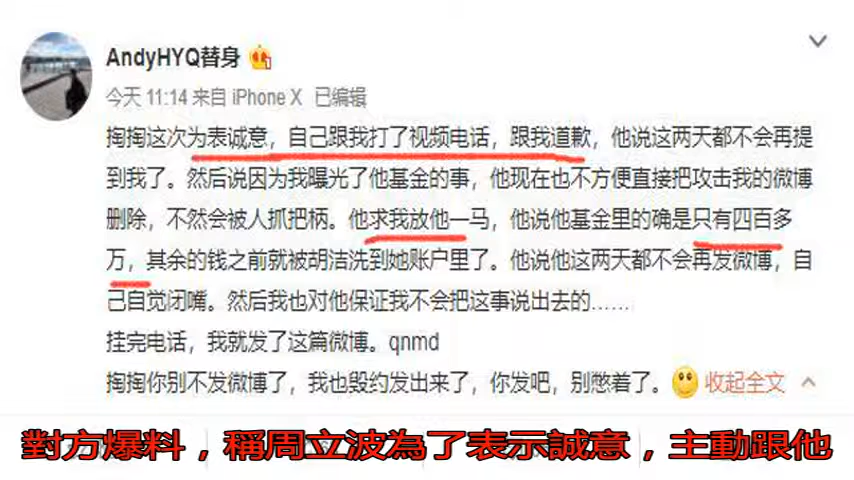 AndyHYQ替身
今天 11:14 来自 iPhone X 已编辑
掏掏这次为表诚意，自己跟我打了视频电话，跟我道歉，他说这两天都不会再提
到我了。然后说因为我曝光了他基金的事，他现在也不方便直接把攻击我的微博
删除，不然会被人抓把柄。他求我放他一马，他说他基金里的确是只有四百多
万，其余的钱之前就被胡洁洗到她账户里了。他说他这两天都不会再发微博，自
己自觉闭嘴。然后我也对他保证我不会把这事说出去的……
挂完电话，我就发了这篇微博。qnmd
掏掏你别不发微博了，我也毁约发出来了，你发吧，别憋着了。 收起全文
對方爆料，稱周立波為了表示誠意，主動跟他